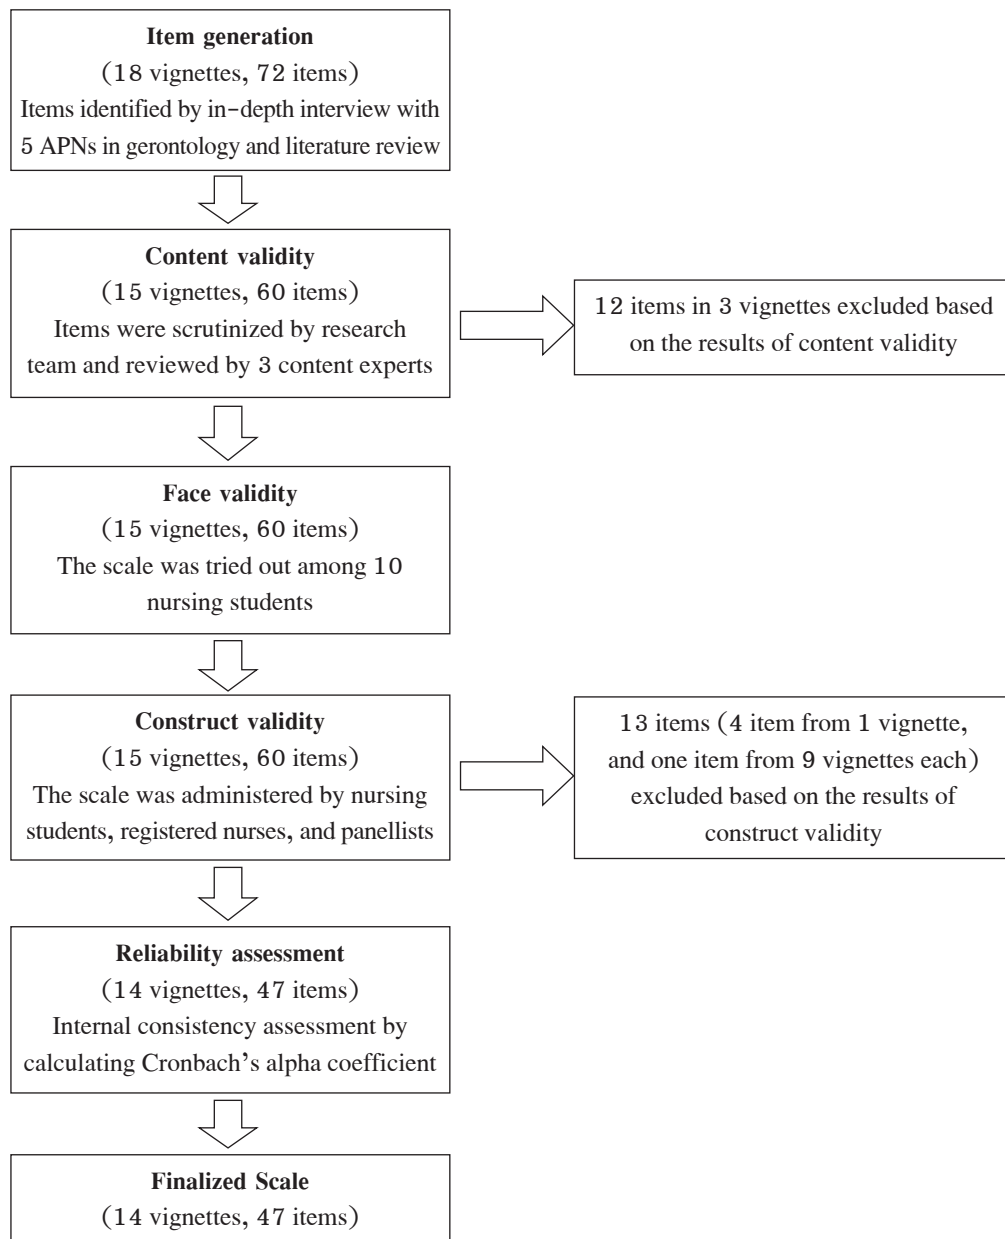 Item generation
(18 vignettes, 72 items)
Items identified by in-depth interview with
5 APNs in gerontology and literature review
Content validity
(15 vignettes, 60 items)
Items were scrutinized by research
team and reviewed by 3 content experts
12 items in 3 vignettes excluded based
on the results of content validity
Face validity
(15 vignettes, 60 items)
The scale was tried out among 10
nursing students
Construct validity
(15 vignettes, 60 items)
The scale was administered by nursing
students, registered nurses, and panellists
13 items (4 item from 1 vignette,
and one item from 9 vignettes each)
excluded based on the results of
construct validity
Reliability assessment
(14 vignettes, 47 items)
Internal consistency assessment by
calculating Cronbach's alpha coefficient
Finalized Scale
(14 vignettes, 47 items)